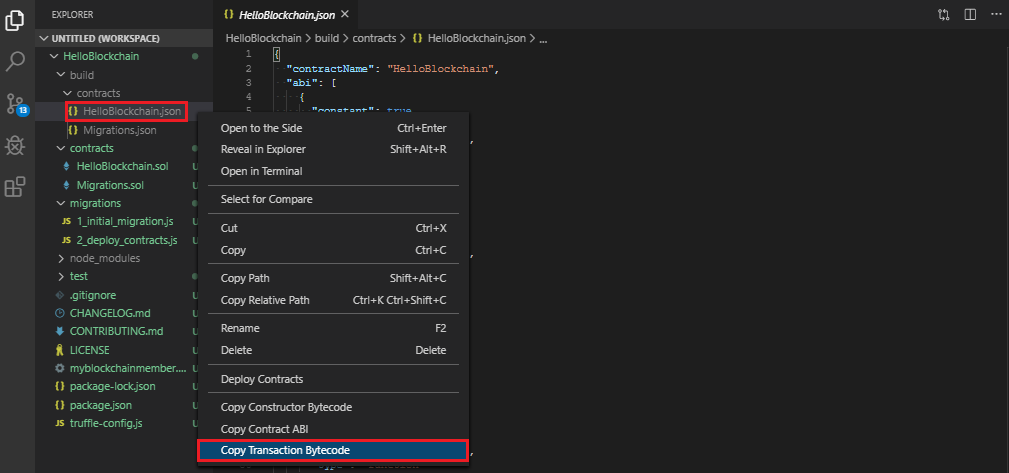 EXPLORER
UNTITLED (WORKSPACE)
HelloBlockchain
build
contracts
HelloBlockchain.json
Migrations.json
contracts
HelloBlockchain.sol U
Migrations.sol U
migrations
JS 1_initial_migration.js U
JS 2_deploy_contracts.js U
node_modules
test
.gitignore U
CHANGELOG.md U
CONTRIBUTING.md U
LICENSE U
myblockchainmember.... U
{} package-lock.json U
{} package.json U
JS truffle-config.js U
13
{} HelloBlockchain.json ×
HelloBlockchain > build > contracts > {} HelloBlockchain.json > ...
1 {
2 "contractName": "HelloBlockchain",
3 "abi": [
4 {
5 "constant": true,
Open to the Side Ctrl+Enter
Reveal in Explorer Shift+Alt+R
Open in Terminal
Select for Compare
Cut Ctrl+X
Copy Ctrl+C
Copy Path Shift+Alt+C
Copy Relative Path Ctrl+K Ctrl+Shift+C
Rename F2
Delete Delete
Deploy Contracts
Copy Constructor Bytecode
Copy Contract ABI
Copy Transaction Bytecode